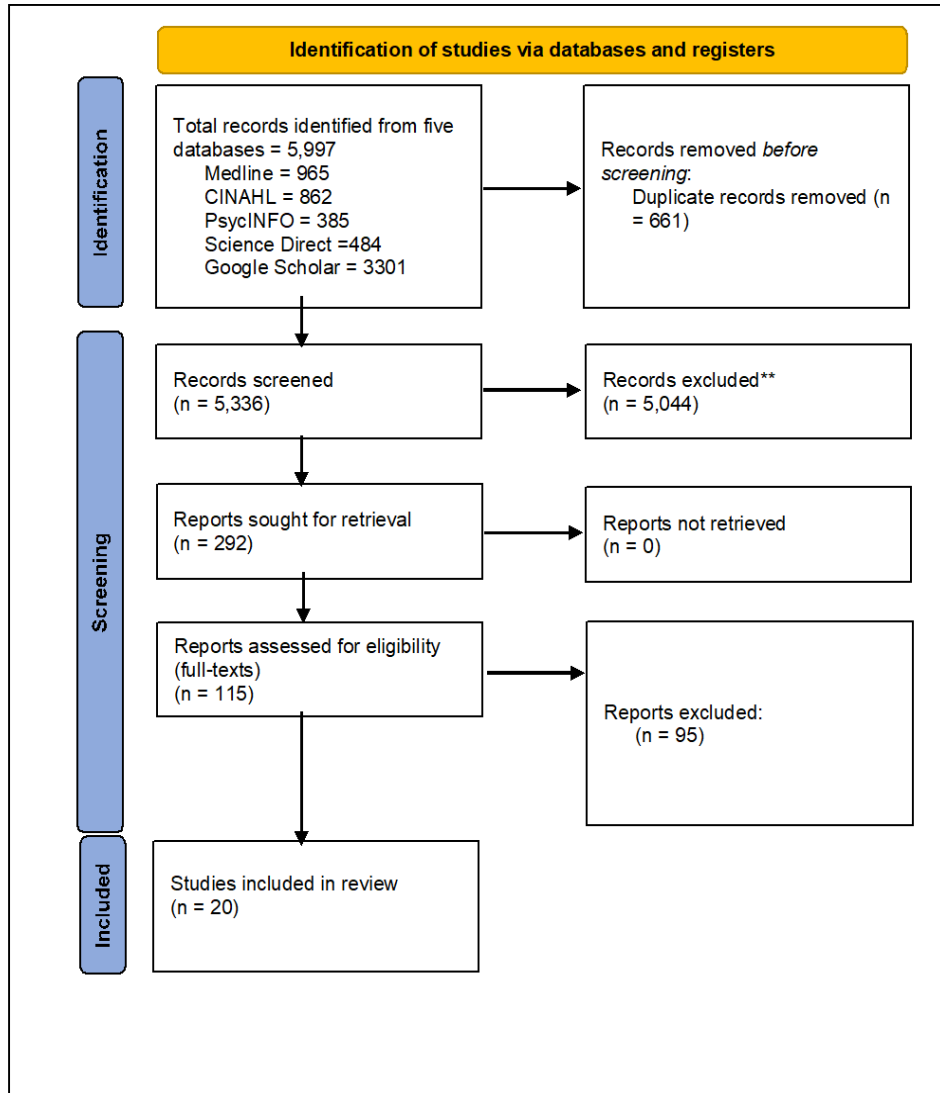 Identification of studies via databases and registers
Identification
Total records identified from five
databases = 5,997
Medline = 965
CINAHL = 862
PsycINFO = 385
Science Direct =484
Google Scholar = 3301
Records removed before
screening:
Duplicate records removed (n
= 661)
Screening
Records screened
(n = 5,336)
Records excluded**
(n = 5,044)
Reports sought for retrieval
(n = 292)
Reports not retrieved
(n = 0)
Reports assessed for eligibility
(full-texts)
(n = 115)
Reports excluded:
(n = 95)
Included
Studies included in review
(n = 20)